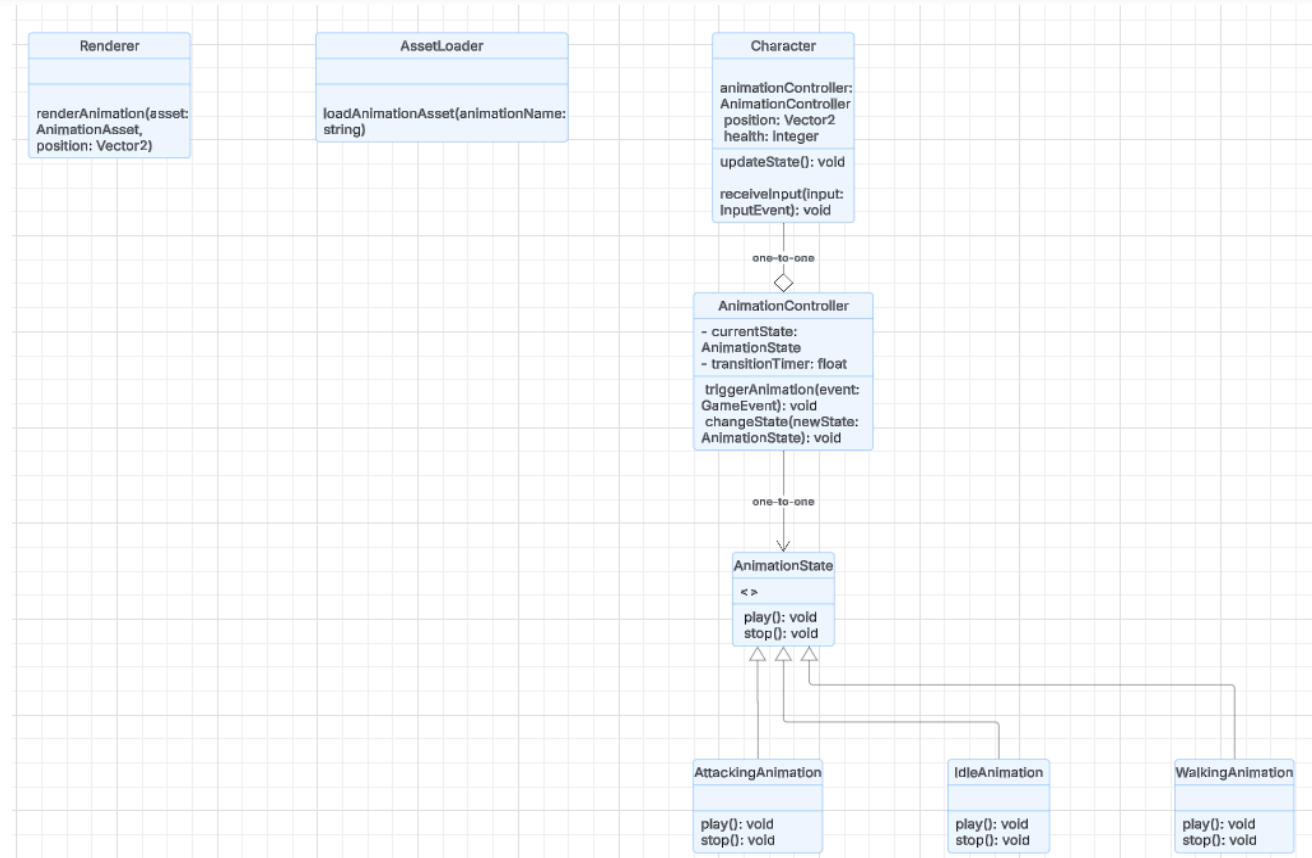 Renderer
renderAnimation(asset:
AnimationAsset,
position: Vector2)
AssetLoader
loadAnimationAsset(animationName:
string)
Character
animationController:
AnimationController
position: Vector2
health: Integer
updateState(): void
receiveInput(input:
InputEvent): void
one-to-one
AnimationController
- currentState:
AnimationState
- transitionTimer: float
triggerAnimation(event:
GameEvent): void
changeState(newState:
AnimationState): void
one-to-one
AnimationState
<>
play(): void
stop(): void
AttackingAnimation
play(): void
stop(): void
IdleAnimation
play(): void
stop(): void
WalkingAnimation
play(): void
stop(): void